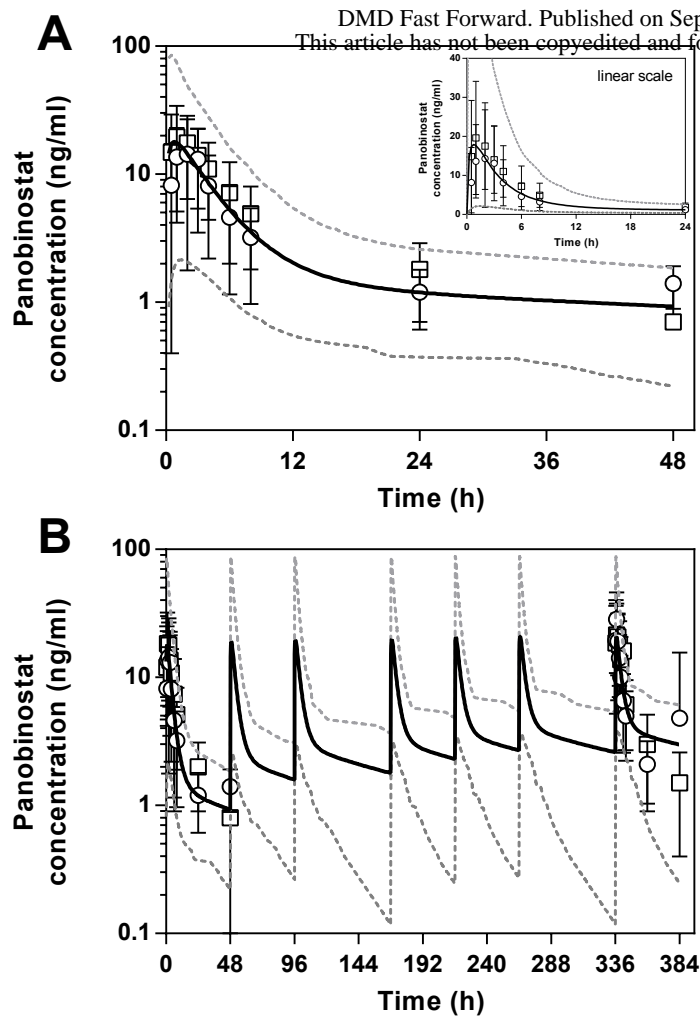 DMD Fast Forward. Published on Sep
This article has not been copyedited and fo
A
Panobinostat
concentration (ng/ml)
100
10
1
0.1
0 12 24 36 48
Time (h)
linear scale
Panobinostat
concentration (ng/ml)
40
30
20
10
0
0 6 12 18 24
Time (h)
B
Panobinostat
concentration (ng/ml)
100
10
1
0.1
0 48 96 144 192 240 288 336 384
Time (h)